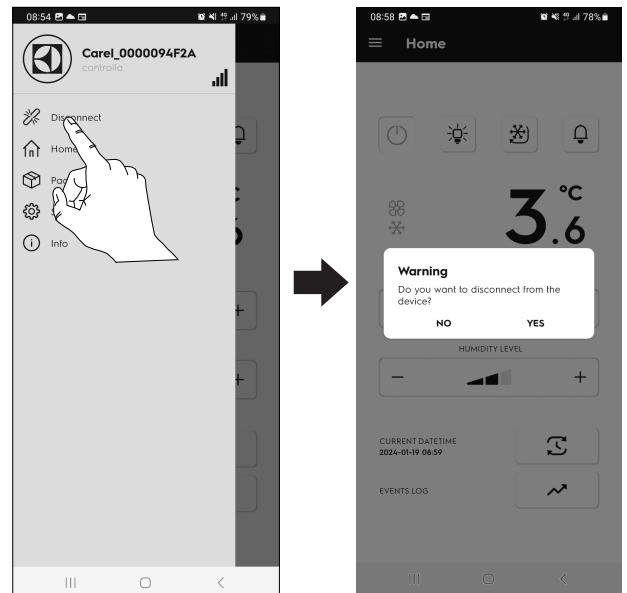 08:54
79%
Carel_0000094F2A
controlla
Disconnect
Home
Info
08:58
78%
Home
°C
3.6
Warning
Do you want to disconnect from the
device?
NO YES
HUMIDITY LEVEL
− +
CURRENT DATETIME
2024-01-19 08:59
EVENTS LOG